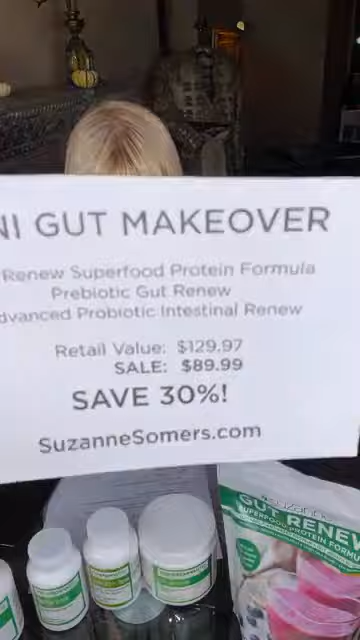 NI GUT MAKEOVER
Renew Superfood Protein Formula
Prebiotic Gut Renew
dvanced Probiotic Intestinal Renew
Retail Value: $129.97
SALE: $89.99
SAVE 30%!
SuzanneSomers.com
GUT RENEW
SUPERFOOD PROTEIN FORMU